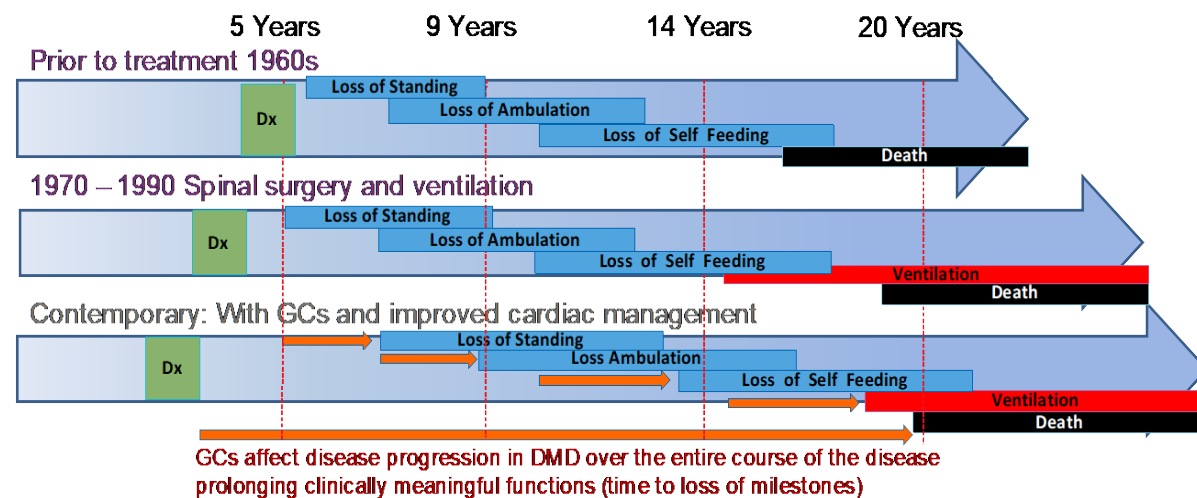 5 Years 9 Years 14 Years 20 Years
Prior to treatment 1960s
Loss of Standing
Dx
Loss of Ambulation
Loss of Self Feeding
Death
1970 – 1990 Spinal surgery and ventilation
Loss of Standing
Dx
Loss of Ambulation
Loss of Self Feeding
Ventilation
Death
Contemporary: With GCs and improved cardiac management
Loss of Standing
Dx
Loss Ambulation
Loss of Self Feeding
Ventilation
Death
GCs affect disease progression in DMD over the entire course of the disease
prolonging clinically meaningful functions (time to loss of milestones)